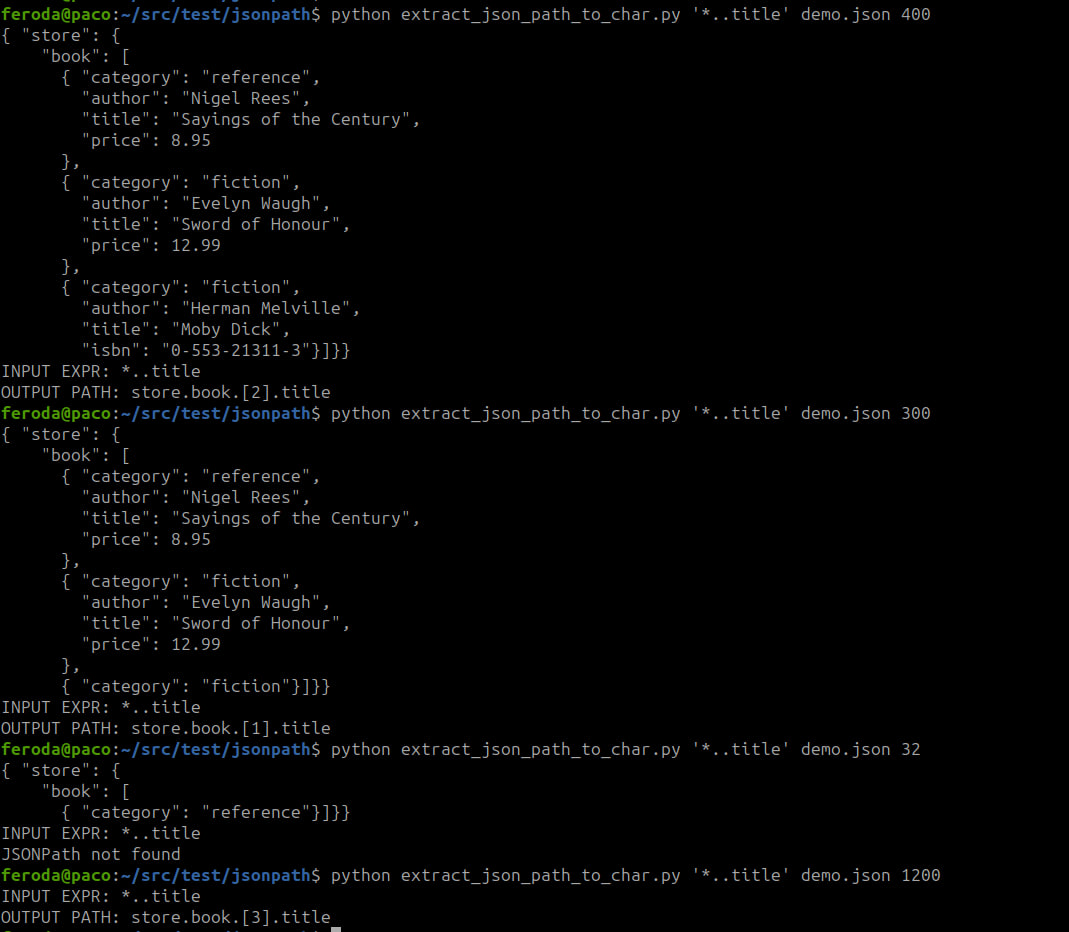 feroda@paco:~/src/test/jsonpath$ python extract_json_path_to_char.py '*..title' demo.json 400
{ "store": {
    "book": [
      { "category": "reference",
        "author": "Nigel Rees",
        "title": "Sayings of the Century",
        "price": 8.95
      },
      { "category": "fiction",
        "author": "Evelyn Waugh",
        "title": "Sword of Honour",
        "price": 12.99
      },
      { "category": "fiction",
        "author": "Herman Melville",
        "title": "Moby Dick",
        "isbn": "0-553-21311-3"}]}}
INPUT EXPR: *..title
OUTPUT PATH: store.book.[2].title
feroda@paco:~/src/test/jsonpath$ python extract_json_path_to_char.py '*..title' demo.json 300
{ "store": {
    "book": [
      { "category": "reference",
        "author": "Nigel Rees",
        "title": "Sayings of the Century",
        "price": 8.95
      },
      { "category": "fiction",
        "author": "Evelyn Waugh",
        "title": "Sword of Honour",
        "price": 12.99
      },
      { "category": "fiction"}]}}
INPUT EXPR: *..title
OUTPUT PATH: store.book.[1].title
feroda@paco:~/src/test/jsonpath$ python extract_json_path_to_char.py '*..title' demo.json 32
{ "store": {
    "book": [
      { "category": "reference"}]}}
INPUT EXPR: *..title
JSONPath not found
feroda@paco:~/src/test/jsonpath$ python extract_json_path_to_char.py '*..title' demo.json 1200
INPUT EXPR: *..title
OUTPUT PATH: store.book.[3].title